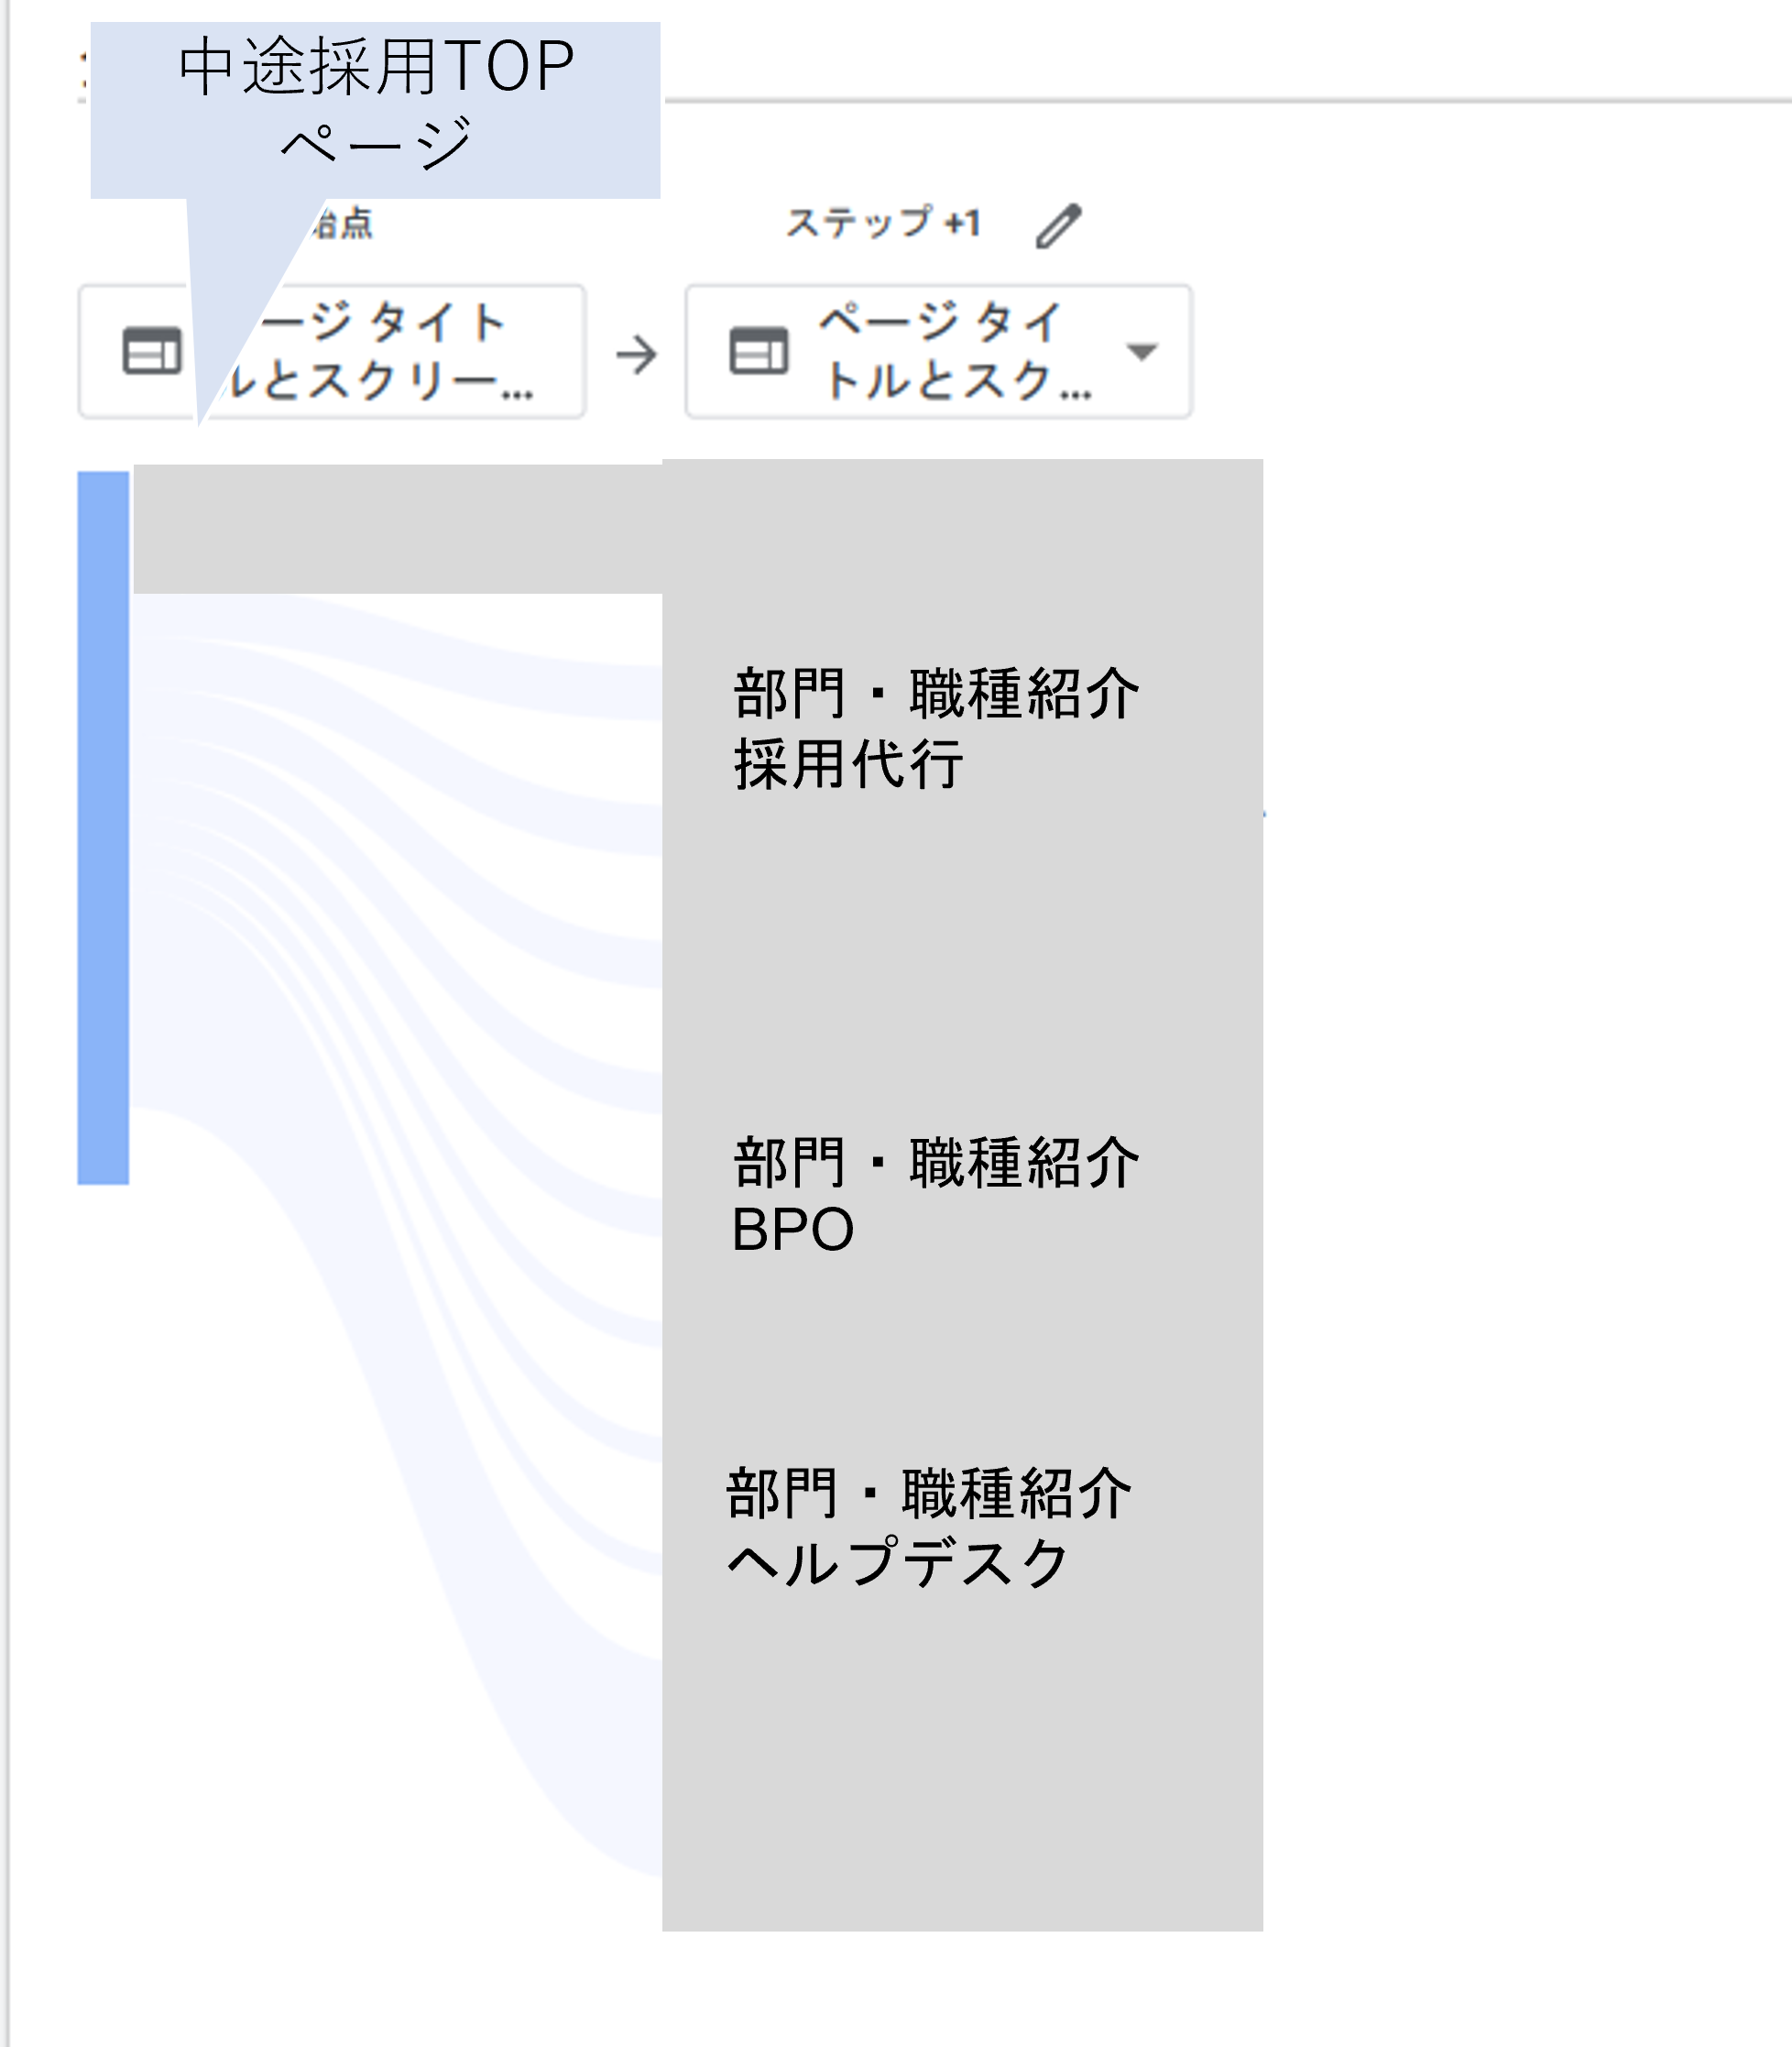 中途採用TOP
ページ
始点
ステップ +1
ージ タイト
ルとスクリー...
ページ タイ
トルとスク...
部門・職種紹介
採用代行
部門・職種紹介
BPO
部門・職種紹介
ヘルプデスク